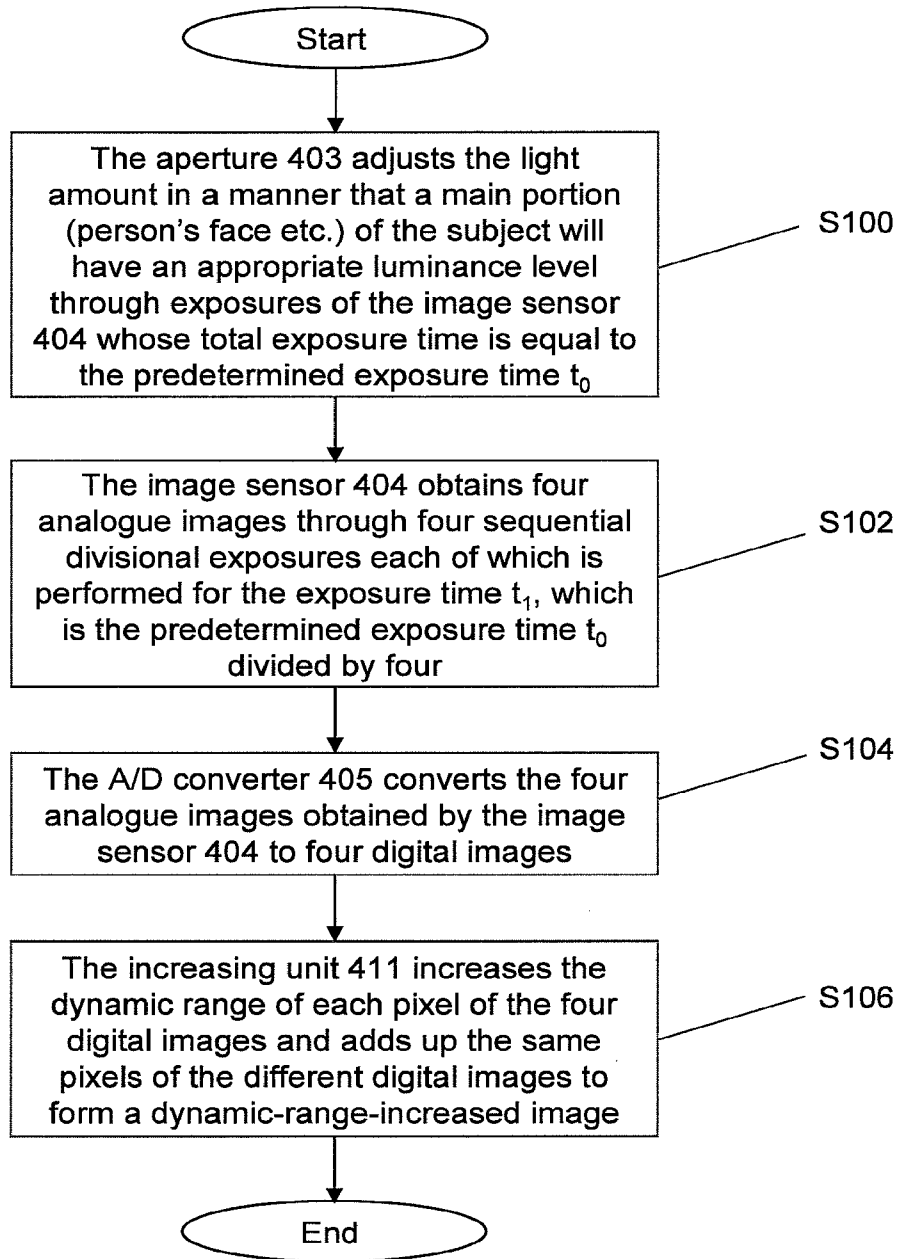 Start
The aperture 403 adjusts the light
amount in a manner that a main portion
(person's face etc.) of the subject will
have an appropriate luminance level
through exposures of the image sensor
404 whose total exposure time is equal to
the predetermined exposure time t₀
S100
The image sensor 404 obtains four
analogue images through four sequential
divisional exposures each of which is
performed for the exposure time t₁, which
is the predetermined exposure time t₀
divided by four
S102
The A/D converter 405 converts the four
analogue images obtained by the image
sensor 404 to four digital images
S104
The increasing unit 411 increases the
dynamic range of each pixel of the four
digital images and adds up the same
pixels of the different digital images to
form a dynamic-range-increased image
S106
End